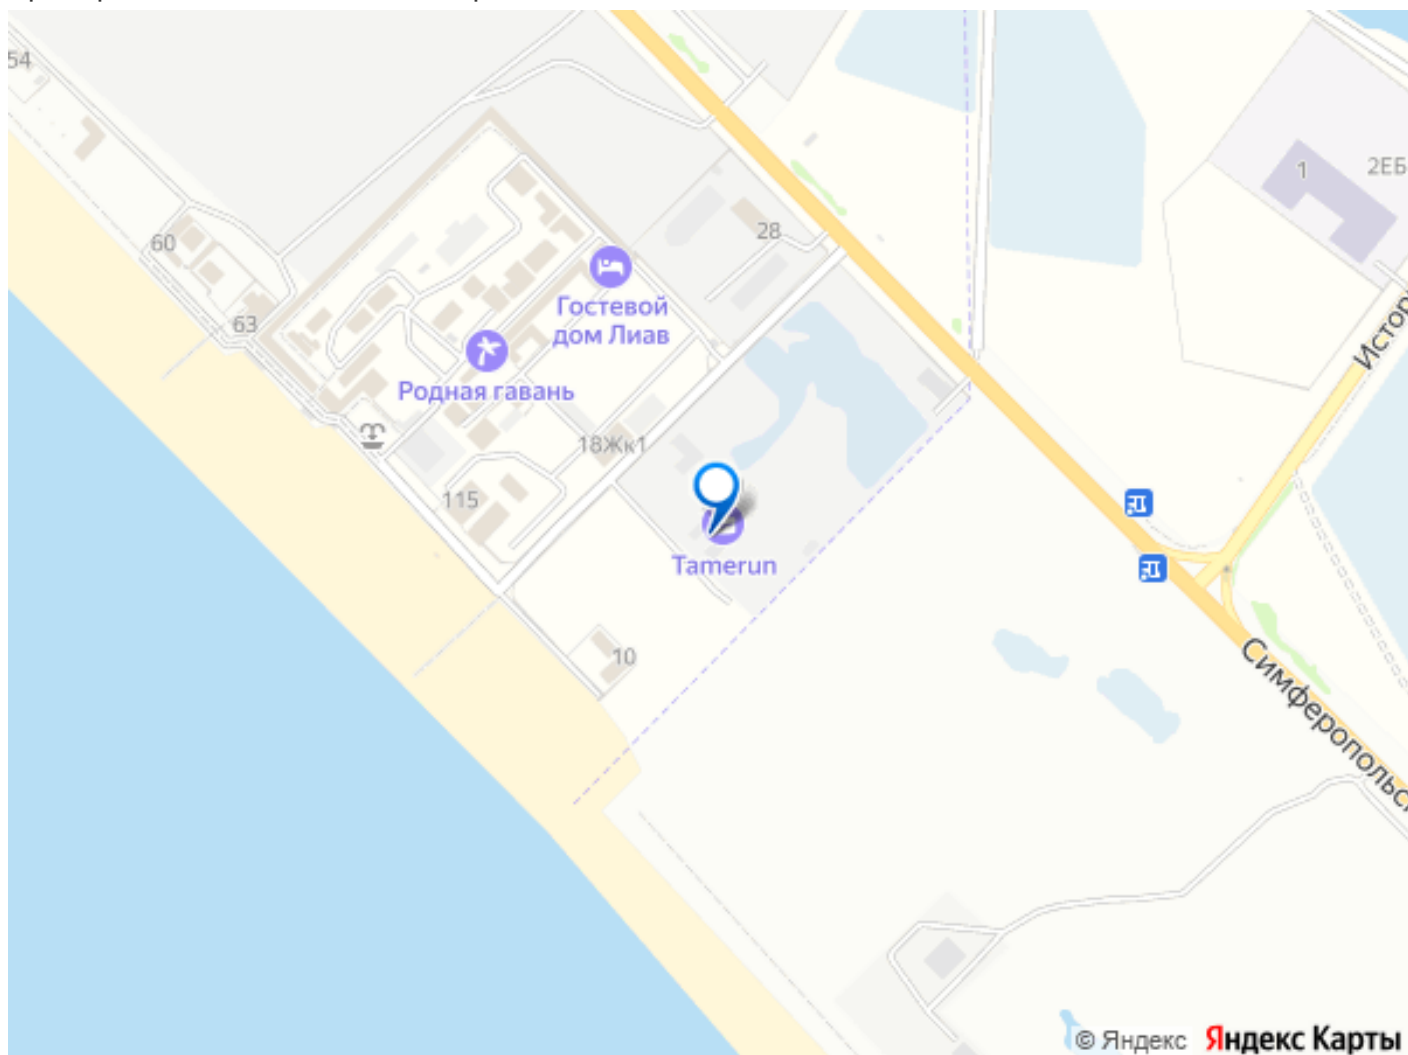 54
1
2ЕБ
28
60
Гостевой
дом Лиав
63
Истор
Родная гавань
18Жк1
115
Tamerun
10
Симферопольс
© Яндекс Яндекс Карты